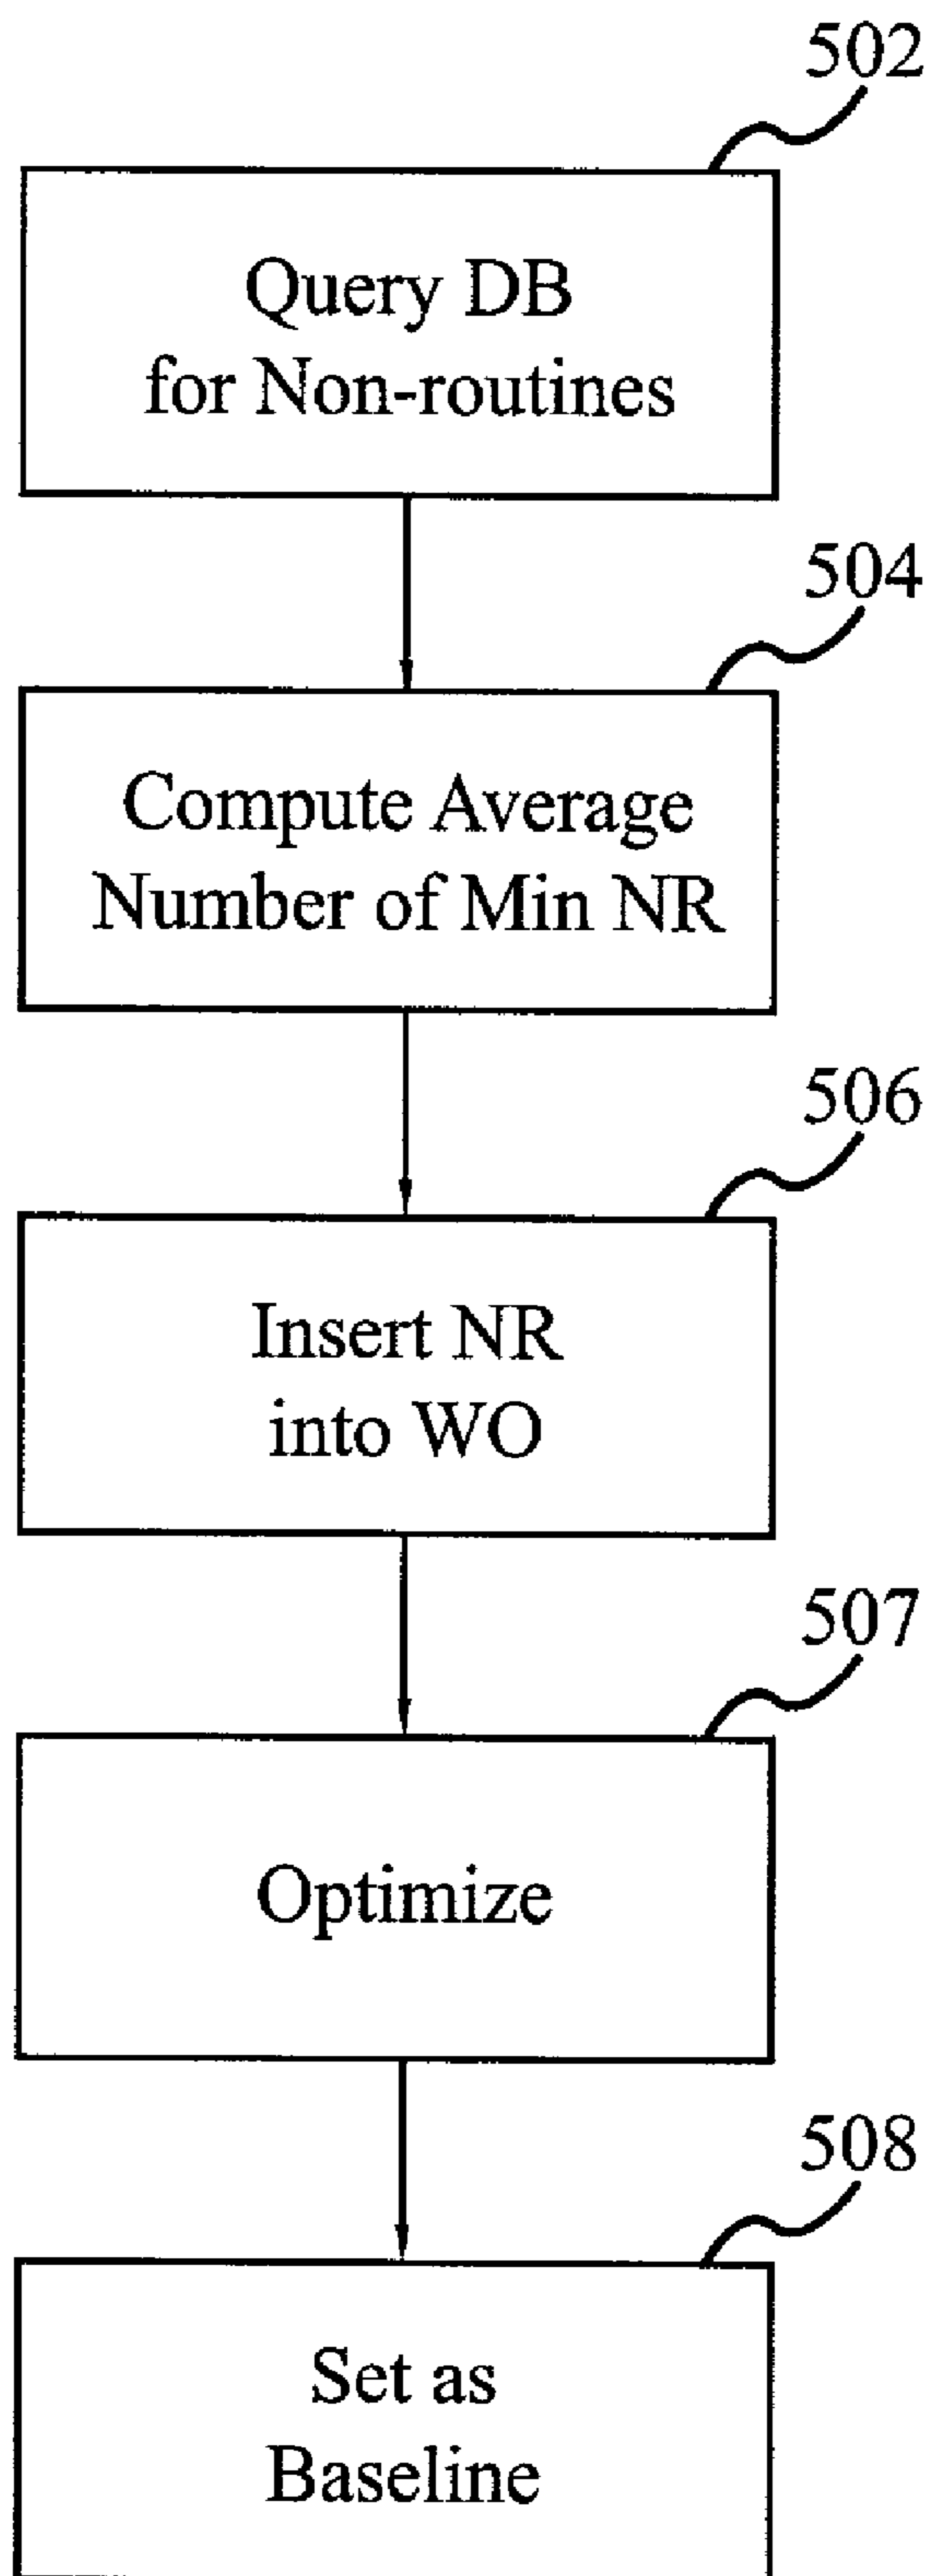 502
Query DB
for Non-routines
504
Compute Average
Number of Min NR
506
Insert NR
into WO
507
Optimize
508
Set as
Baseline